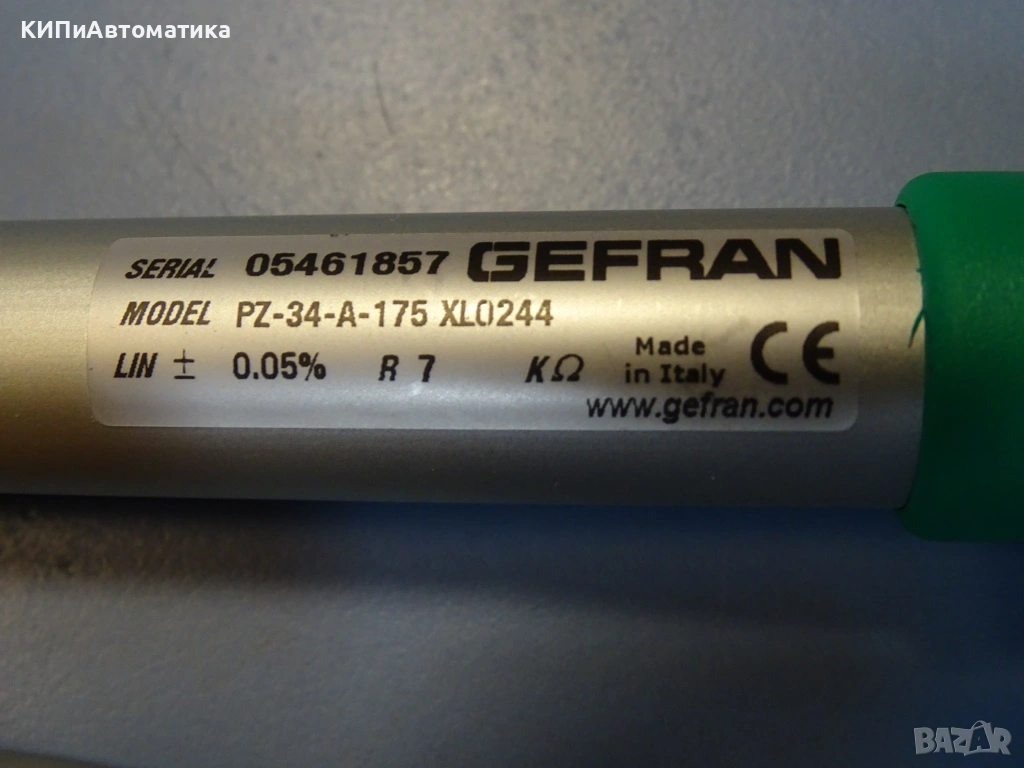 КИПиАвтоматика
SERIAL 05461857 GEFRAN
MODEL PZ-34-A-175 XL0244
LIN ± 0.05% R 7 KΩ Made in Italy CE
www.gefran.com
BAZAR